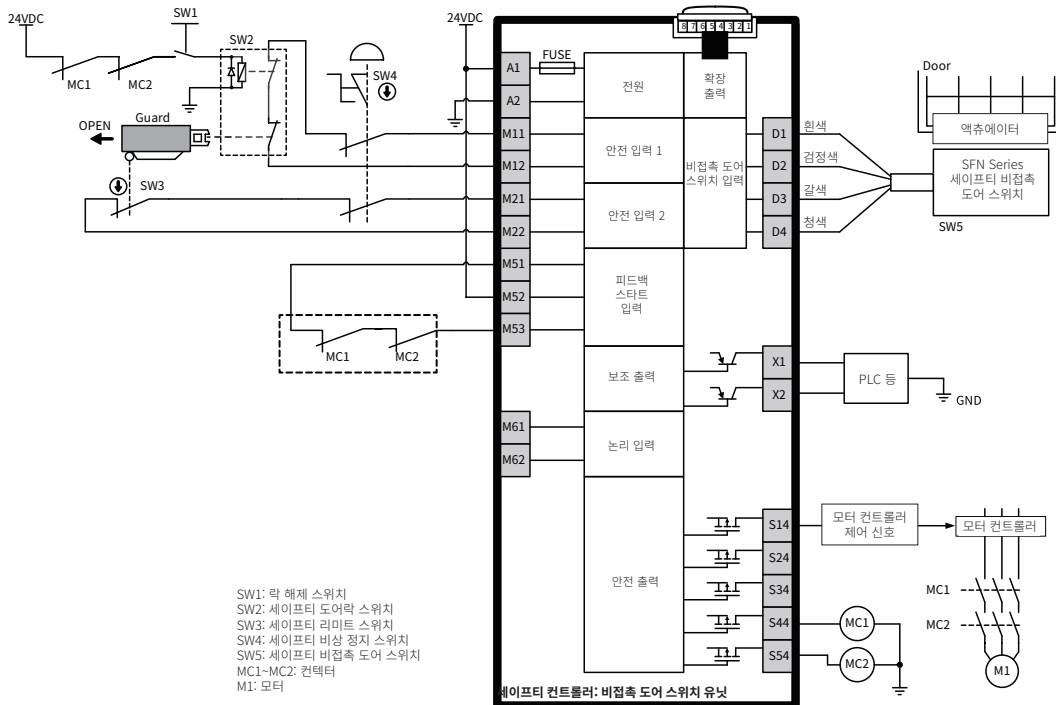 24VDC
SW1
MC1
MC2
SW2
SW4
OPEN
Guard
SW3
24VDC
FUSE
8 7 6 5 4 3 2 1
A1
A2
M11
M12
M21
M22
M51
M52
M53
M61
M62
전원
확장
출력
안전 입력 1
안전 입력 2
비접촉 도어
스위치 입력
피드백
스타트
입력
보조 출력
논리 입력
안전 출력
D1
D2
D3
D4
흰색
검정색
갈색
청색
Door
액츄에이터
SFN Series
세이프티 비접촉
도어 스위치
SW5
MC1
MC2
X1
X2
PLC 등
GND
S14
S24
S34
S44
S54
모터 컨트롤러
제어 신호
모터 컨트롤러
MC1
MC2
MC1
MC2
M1
SW1: 락 해제 스위치
SW2: 세이프티 도어락 스위치
SW3: 세이프티 리미트 스위치
SW4: 세이프티 비상 정지 스위치
SW5: 세이프티 비접촉 도어 스위치
MC1~MC2: 컨텍터
M1: 모터
세이프티 컨트롤러: 비접촉 도어 스위치 유닛